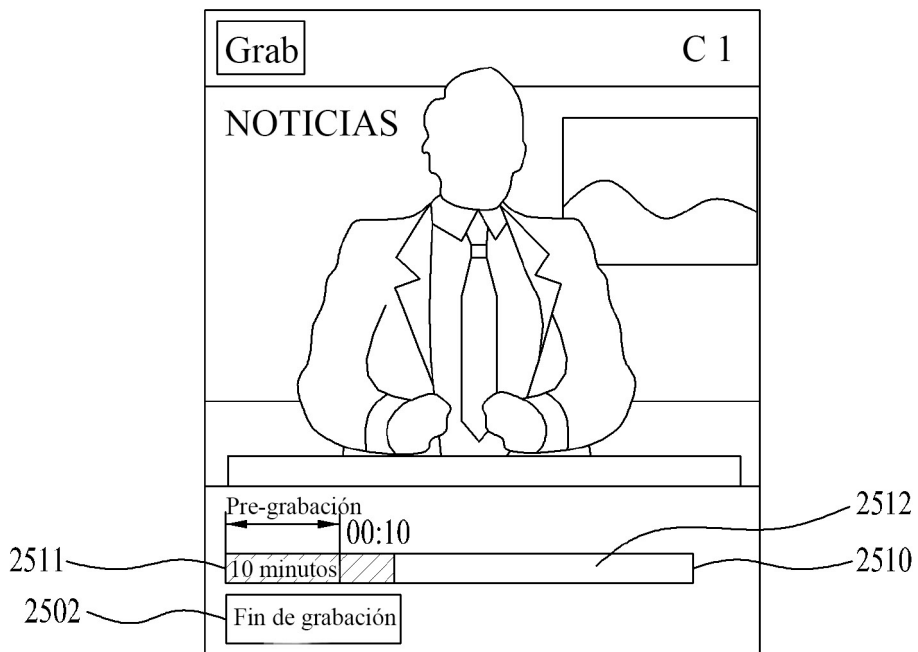 Grab
C 1
NOTICIAS
Pre-grabación
00:10
2512
2511
10 minutos
2510
2502
Fin de grabación